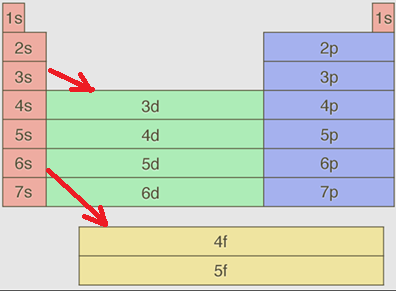 1s 1s
2s 2p
3s 3p
4s 3d 4p
5s 4d 5p
6s 5d 6p
7s 6d 7p
4f
5f